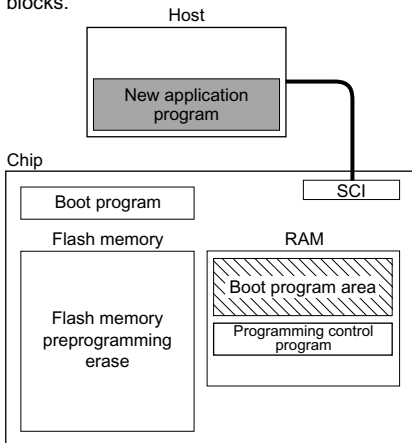 blocks.
Host
New application
program
Chip
SCI
Boot program
Flash memory
RAM
Flash memory
preprogramming
erase
Boot program area
Programming control
program